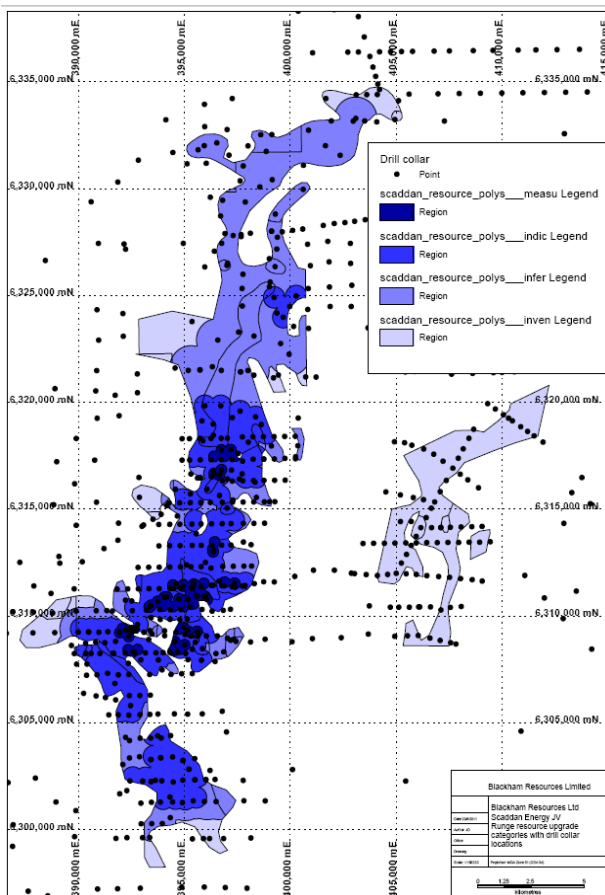 390,000 mE
395,000 mE
400,000 mE
405,000 mE
410,000 mE
6,335,000 mN
6,335,000 mN
6,330,000 mN
6,325,000 mN
6,320,000 mN
6,320,000 mN
6,315,000 mN
6,315,000 mN
6,310,000 mN
6,310,000 mN
6,305,000 mN
6,305,000 mN
6,300,000 mN
390,000 mE
395,000 mE
400,000 mE
405,000 mE
Drill collar
Point
scaddan_resource_polys___measu Legend
Region
scaddan_resource_polys___indic Legend
Region
scaddan_resource_polys___infer Legend
Region
scaddan_resource_polys___inven Legend
Region
Blackham Resources Limited
Blackham Resources Ltd
Scaddan Energy JV
Runge resource upgrade
categories with drill collar
locations
0 2.5 5
kilometres